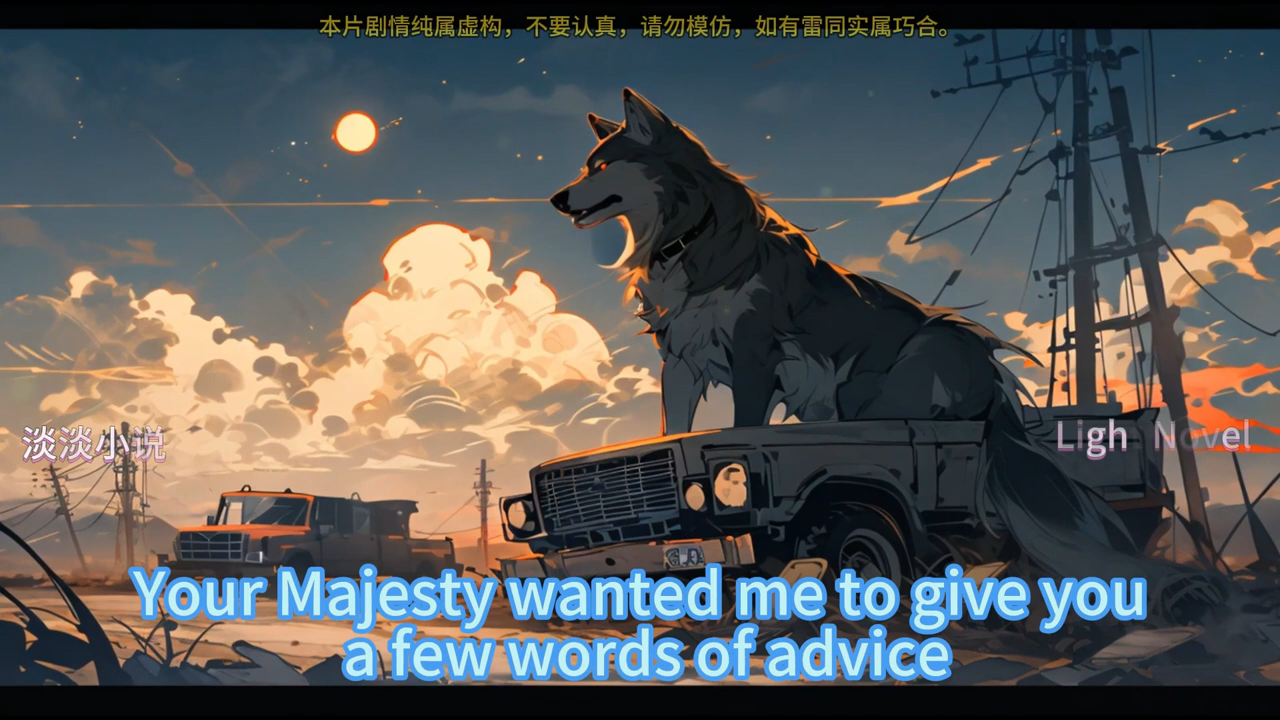 本片剧情纯属虚构，不要认真，请勿模仿，如有雷同实属巧合。
淡淡小说
Ligh Novel
Your Majesty wanted me to give you
a few words of advice